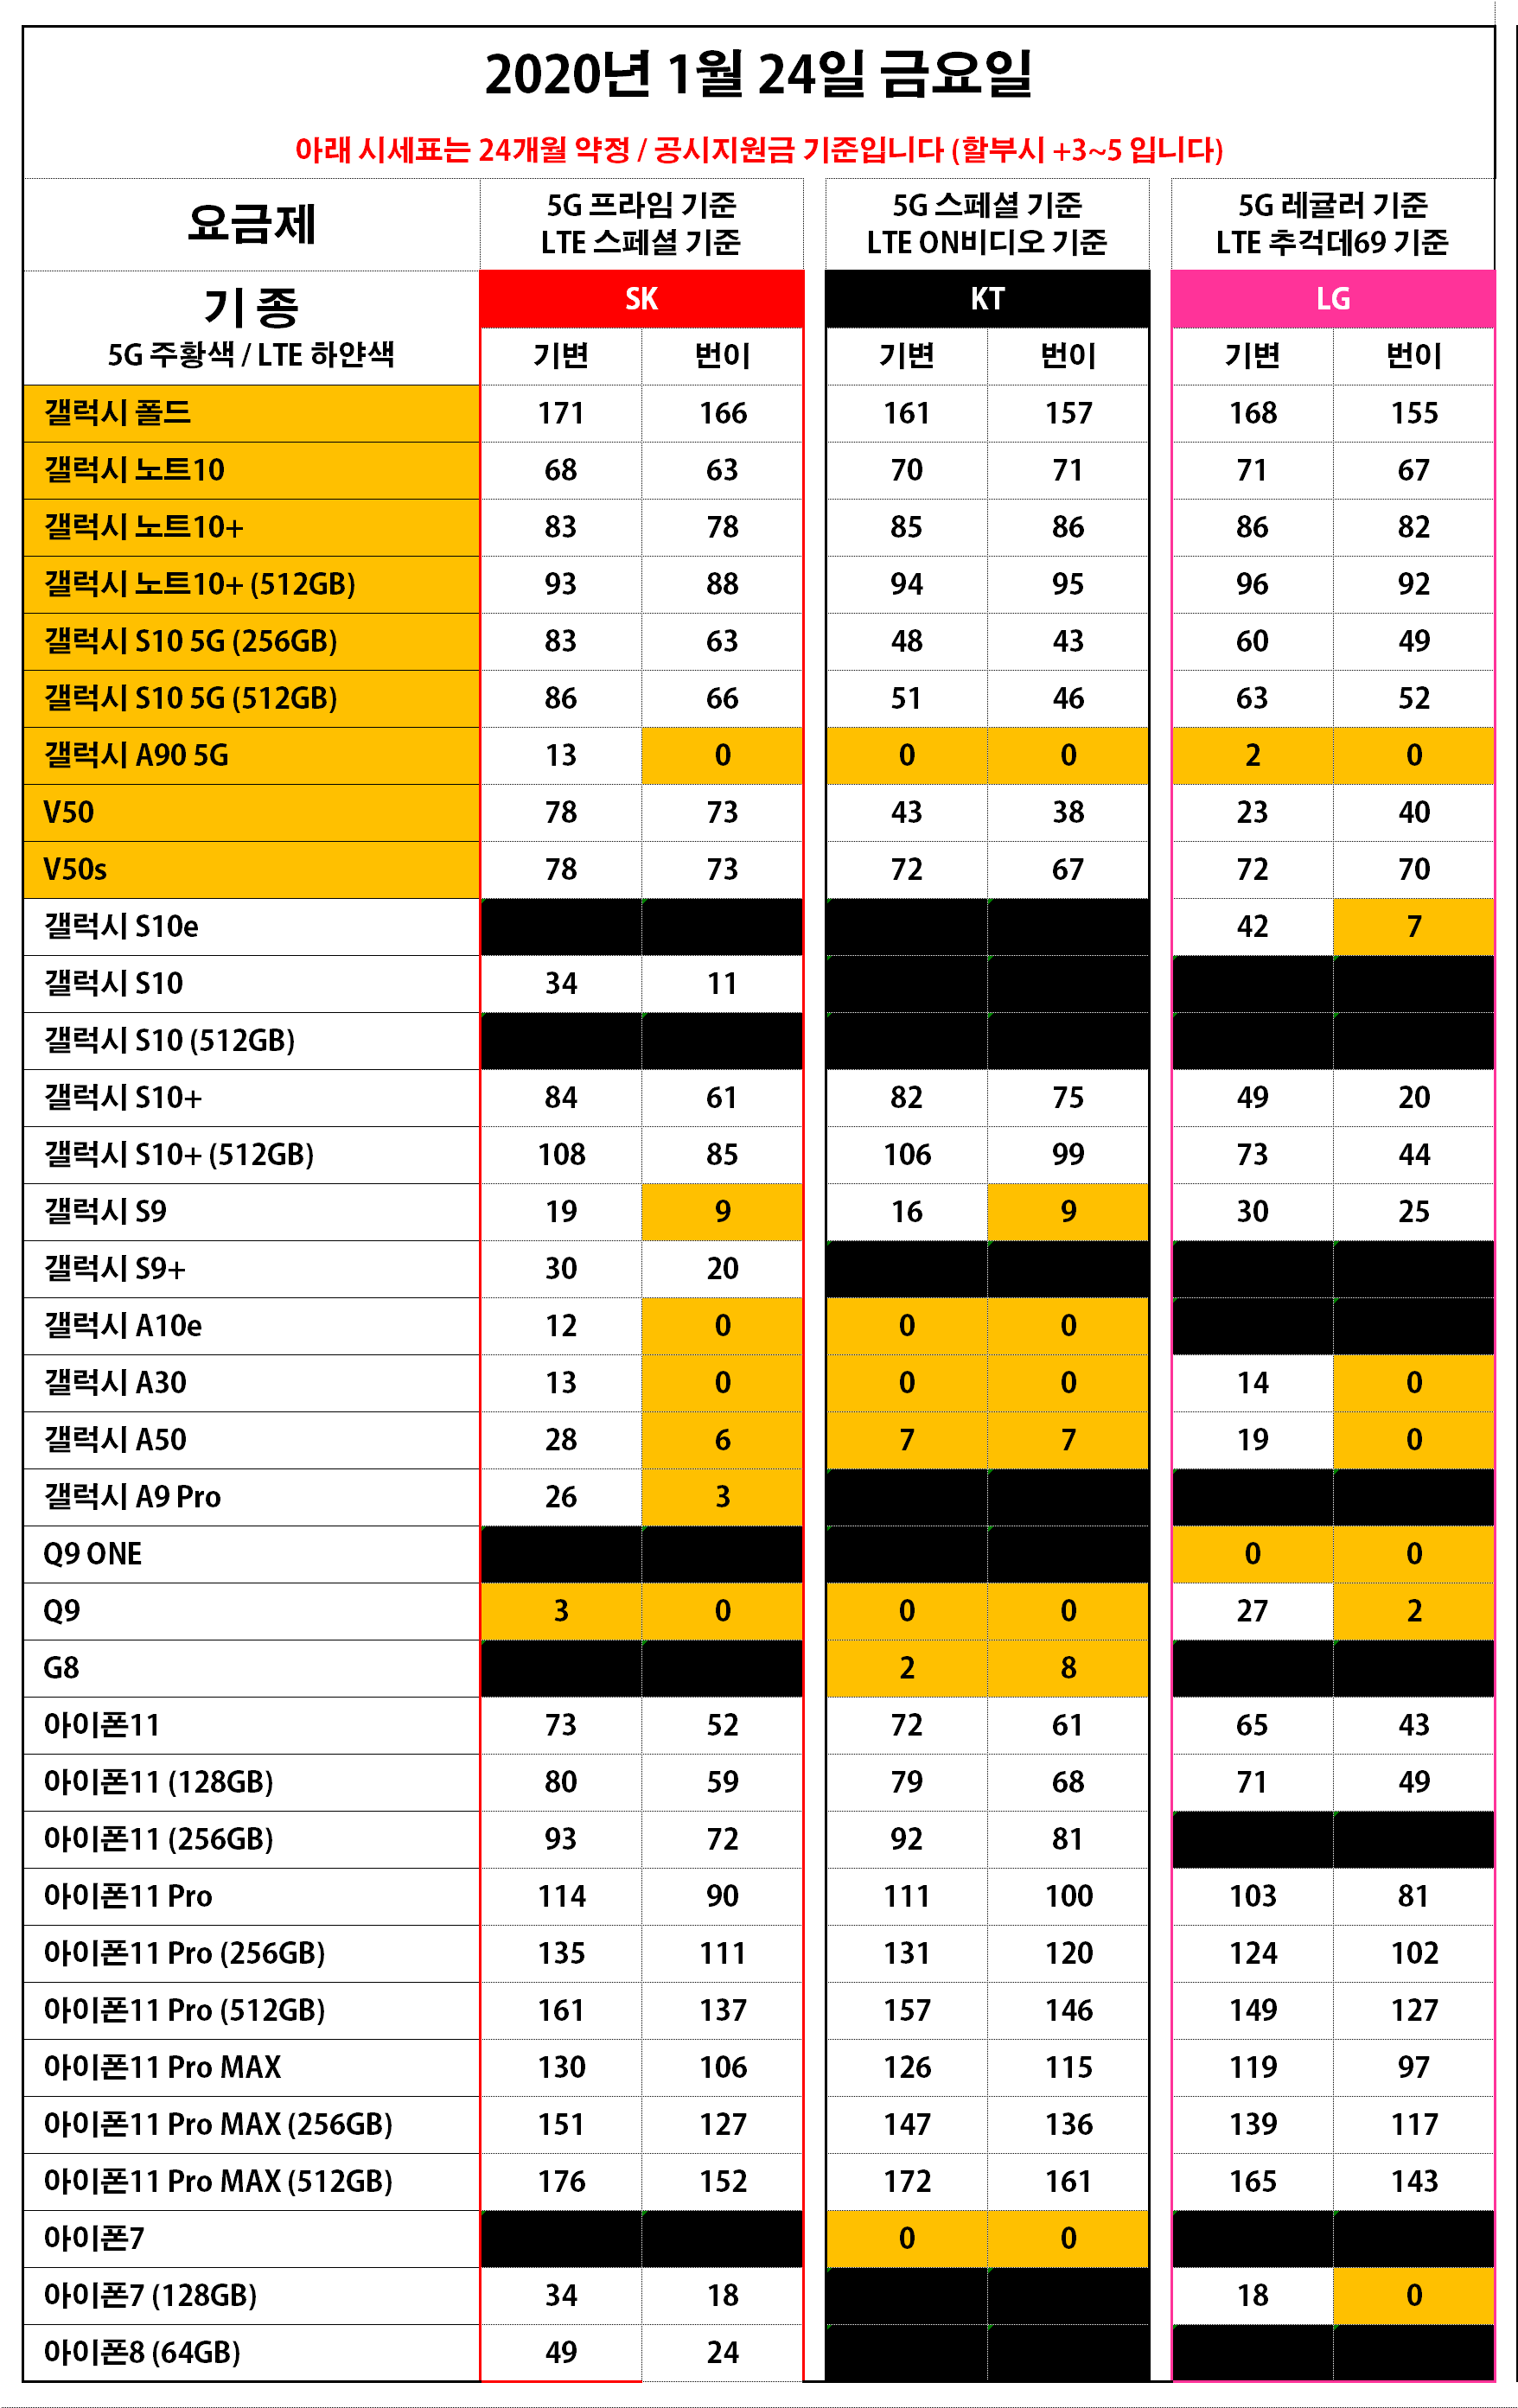 2020년 1월 24일 금요일
아래 시세표는 24개월 약정 / 공시지원금 기준입니다 (할부시 +3~5 입니다)
요금제 5G 프라임 기준 5G 스페셜 기준 5G 레귤러 기준
LTE 스페셜 기준 LTE ON비디오 기준 LTE 추걱데69 기준
기 종 SK KT LG
5G 주황색 / LTE 하얀색 기변 번이 기변 번이 기변 번이
갤럭시 폴드 171 166 161 157 168 155
갤럭시 노트10 68 63 70 71 71 67
갤럭시 노트10+ 83 78 85 86 86 82
갤럭시 노트10+ (512GB) 93 88 94 95 96 92
갤럭시 S10 5G (256GB) 83 63 48 43 60 49
갤럭시 S10 5G (512GB) 86 66 51 46 63 52
갤럭시 A90 5G 13 0 0 0 2 0
V50 78 73 43 38 23 40
V50s 78 73 72 67 72 70
갤럭시 S10e 42 7
갤럭시 S10 34 11
갤럭시 S10 (512GB)
갤럭시 S10+ 84 61 82 75 49 20
갤럭시 S10+ (512GB) 108 85 106 99 73 44
갤럭시 S9 19 9 16 9 30 25
갤럭시 S9+ 30 20
갤럭시 A10e 12 0 0 0
갤럭시 A30 13 0 0 0 14 0
갤럭시 A50 28 6 7 7 19 0
갤럭시 A9 Pro 26 3
Q9 ONE 0 0
Q9 3 0 0 0 27 2
G8 2 8
아이폰11 73 52 72 61 65 43
아이폰11 (128GB) 80 59 79 68 71 49
아이폰11 (256GB) 93 72 92 81
아이폰11 Pro 114 90 111 100 103 81
아이폰11 Pro (256GB) 135 111 131 120 124 102
아이폰11 Pro (512GB) 161 137 157 146 149 127
아이폰11 Pro MAX 130 106 126 115 119 97
아이폰11 Pro MAX (256GB) 151 127 147 136 139 117
아이폰11 Pro MAX (512GB) 176 152 172 161 165 143
아이폰7 0 0
아이폰7 (128GB) 34 18 18 0
아이폰8 (64GB) 49 24